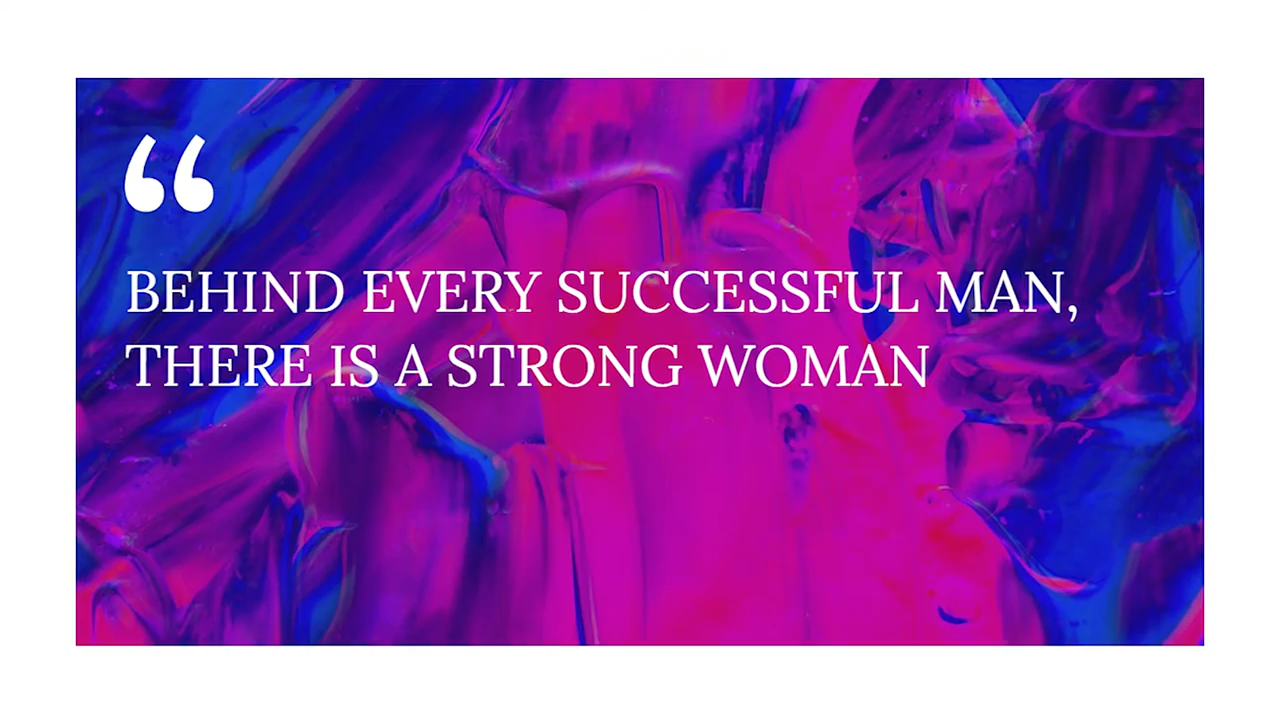 “
BEHIND EVERY SUCCESSFUL MAN,
THERE IS A STRONG WOMAN